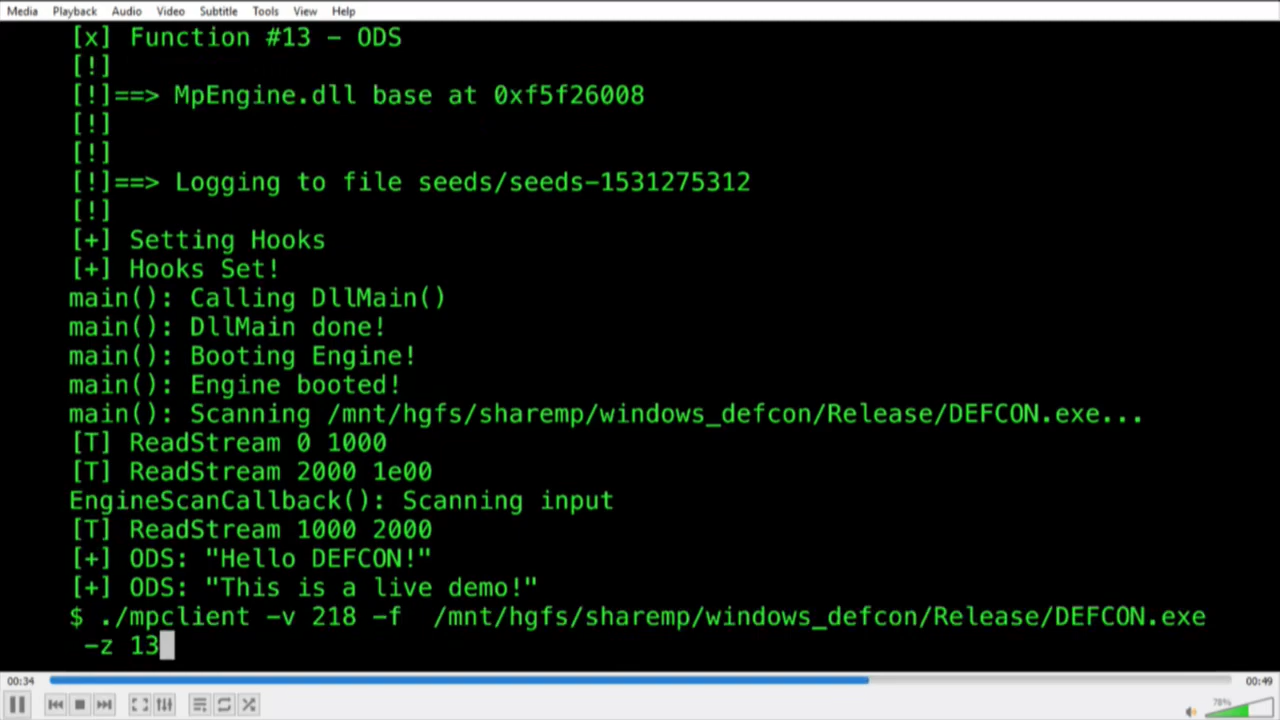 Media Playback Audio Video Subtitle Tools View Help
[x] Function #13 - ODS
[!]
[!]==> MpEngine.dll base at 0xf5f26008
[!]
[!]
[!]==> Logging to file seeds/seeds-1531275312
[!]
[+] Setting Hooks
[+] Hooks Set!
main(): Calling DllMain()
main(): DllMain done!
main(): Booting Engine!
main(): Engine booted!
main(): Scanning /mnt/hgfs/sharemp/windows_defcon/Release/DEFCON.exe...
[T] ReadStream 0 1000
[T] ReadStream 2000 1e00
EngineScanCallback(): Scanning input
[T] ReadStream 1000 2000
[+] ODS: "Hello DEFCON!"
[+] ODS: "This is a live demo!"
$ ./mpclient -v 218 -f  /mnt/hgfs/sharemp/windows_defcon/Release/DEFCON.exe
-z 13
00:34 00:49
78%